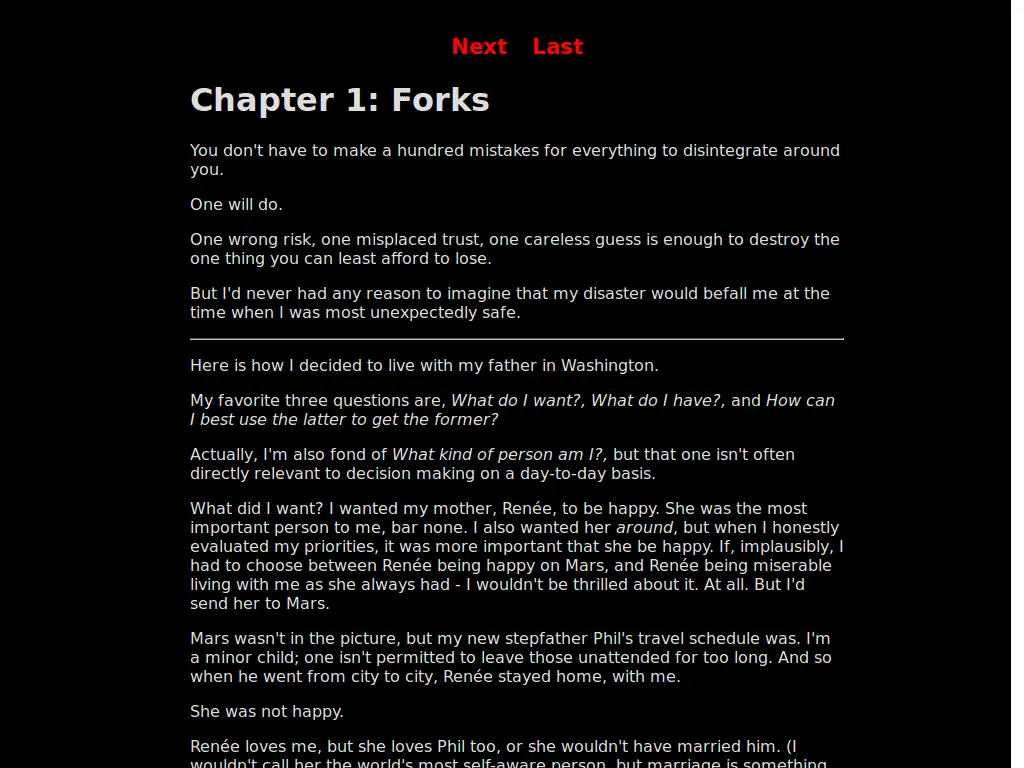 Next Last
Chapter 1: Forks
You don't have to make a hundred mistakes for everything to disintegrate around
you.
One will do.
One wrong risk, one misplaced trust, one careless guess is enough to destroy the
one thing you can least afford to lose.
But I'd never had any reason to imagine that my disaster would befall me at the
time when I was most unexpectedly safe.
Here is how I decided to live with my father in Washington.
My favorite three questions are, What do I want?, What do I have?, and How can
I best use the latter to get the former?
Actually, I'm also fond of What kind of person am I?, but that one isn't often
directly relevant to decision making on a day-to-day basis.
What did I want? I wanted my mother, Renée, to be happy. She was the most
important person to me, bar none. I also wanted her around, but when I honestly
evaluated my priorities, it was more important that she be happy. If, implausibly, I
had to choose between Renée being happy on Mars, and Renée being miserable
living with me as she always had - I wouldn't be thrilled about it. At all. But I'd
send her to Mars.
Mars wasn't in the picture, but my new stepfather Phil's travel schedule was. I'm
a minor child; one isn't permitted to leave those unattended for too long. And so
when he went from city to city, Renée stayed home, with me.
She was not happy.
Renée loves me, but she loves Phil too, or she wouldn't have married him. (I
wouldn't call her the world's most self-aware person, but marriage is something